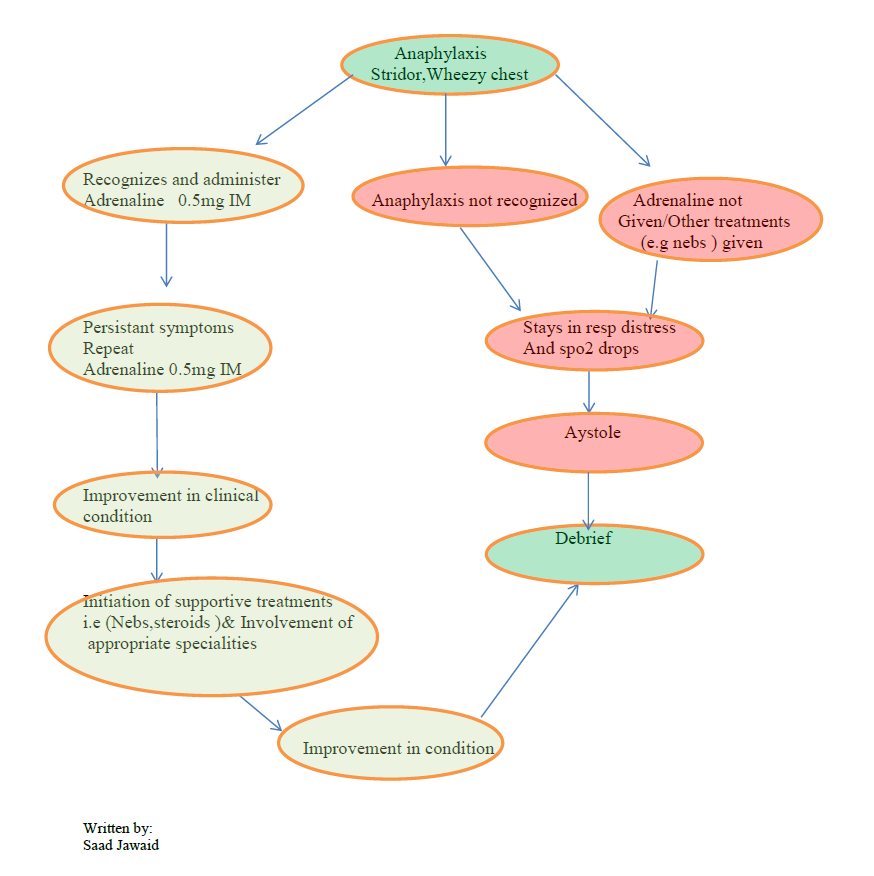 Anaphylaxis
Stridor,Wheezy chest
Recognizes and administer
Adrenaline 0.5mg IM
Anaphylaxis not recognized
Adrenaline not
Given/Other treatments
(e.g nebs ) given
Persistant symptoms
Repeat
Adrenaline 0.5mg IM
Stays in resp distress
And spo2 drops
Aystole
Improvement in clinical
condition
Debrief
Initiation of supportive treatments
i.e (Nebs,steroids )& Involvement of
appropriate specialities
Improvement in condition
Written by:
Saad Jawaid